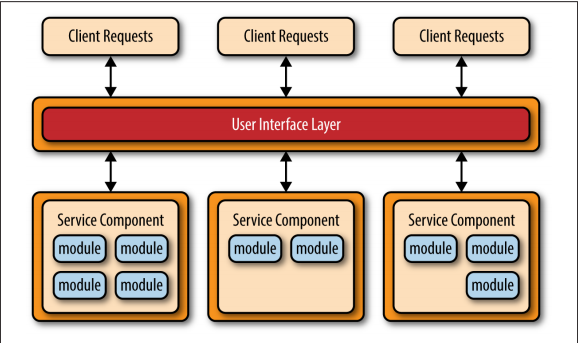 Client Requests
Client Requests
Client Requests
User Interface Layer
Service Component
module module
module module
Service Component
module module
Service Component
module module
module